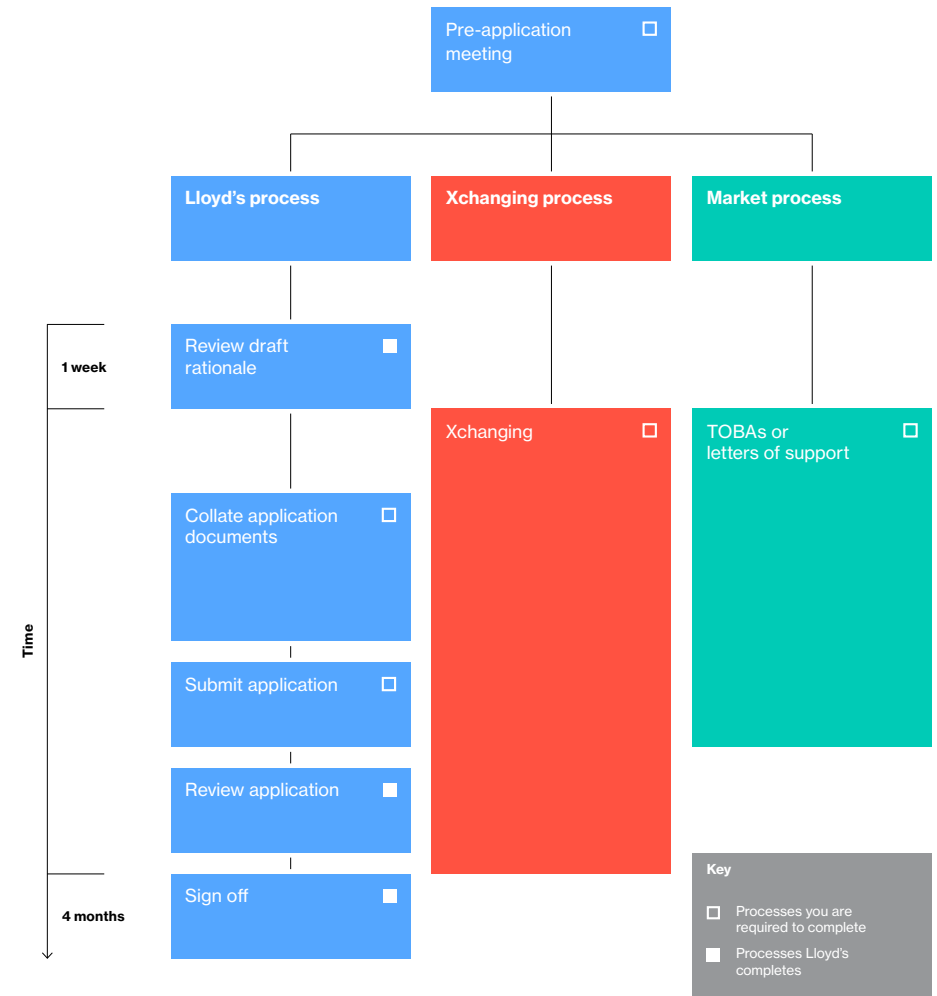 Pre-application
meeting
Lloyd’s process
Xchanging process
Market process
1 week
Review draft
rationale
Xchanging
TOBAs or
letters of support
Collate application
documents
Time
Submit application
Review application
Sign off
4 months
Key
Processes you are
required to complete
Processes Lloyd’s
completes